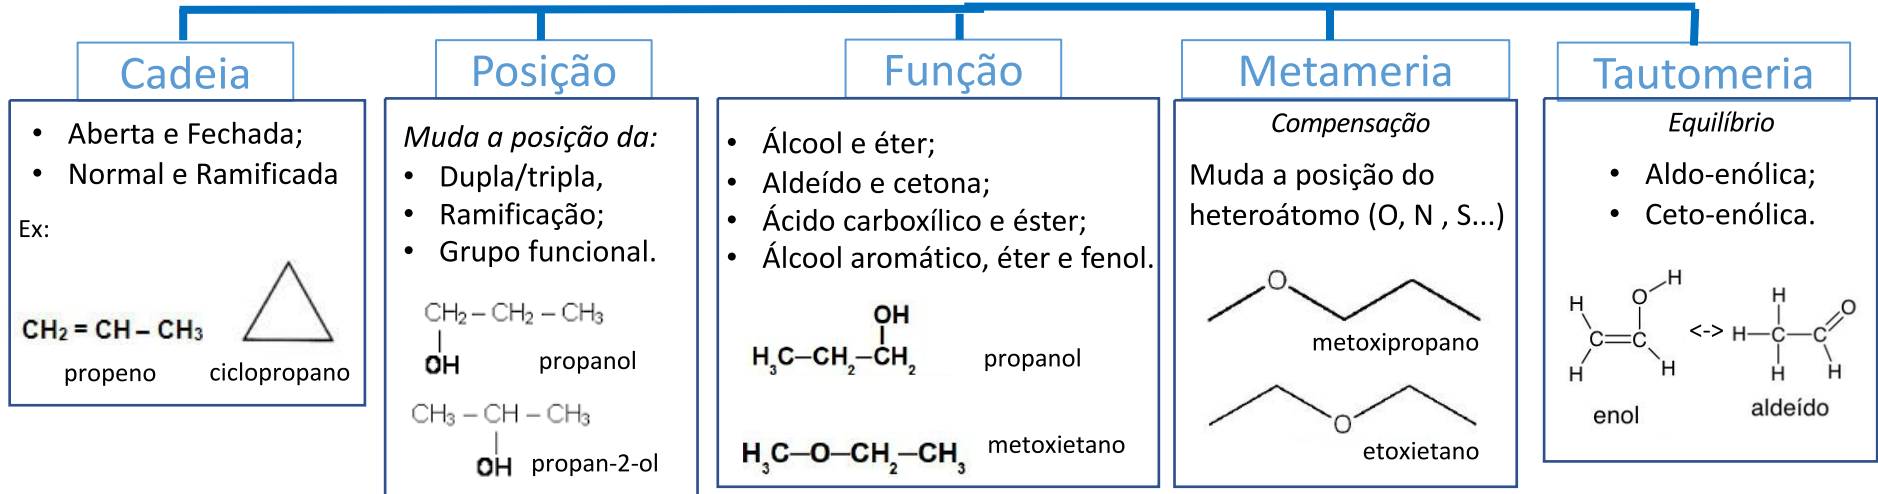 Cadeia
• Aberta e Fechada;
• Normal e Ramificada
Ex:
CH₂ = CH – CH₃
propeno
ciclopropano
Posição
Muda a posição da:
• Dupla/tripla,
• Ramificação;
• Grupo funcional.
CH₂ – CH₂ – CH₃
OH
propanol
CH₃ – CH – CH₃
OH
propan-2-ol
Função
• Álcool e éter;
• Aldeído e cetona;
• Ácido carboxílico e éster;
• Álcool aromático, éter e fenol.
OH
H₃C–CH₂–CH₂
propanol
H₃C–O–CH₂–CH₃
metoxietano
Metameria
Compensação
Muda a posição do
heteroátomo (O, N , S...)
O
metoxipropano
O
etoxietano
Tautomeria
Equilíbrio
• Aldo-enólica;
• Ceto-enólica.
H
H O
C=C
H H
enol
<->
H O
H–C–C
H H
aldeído